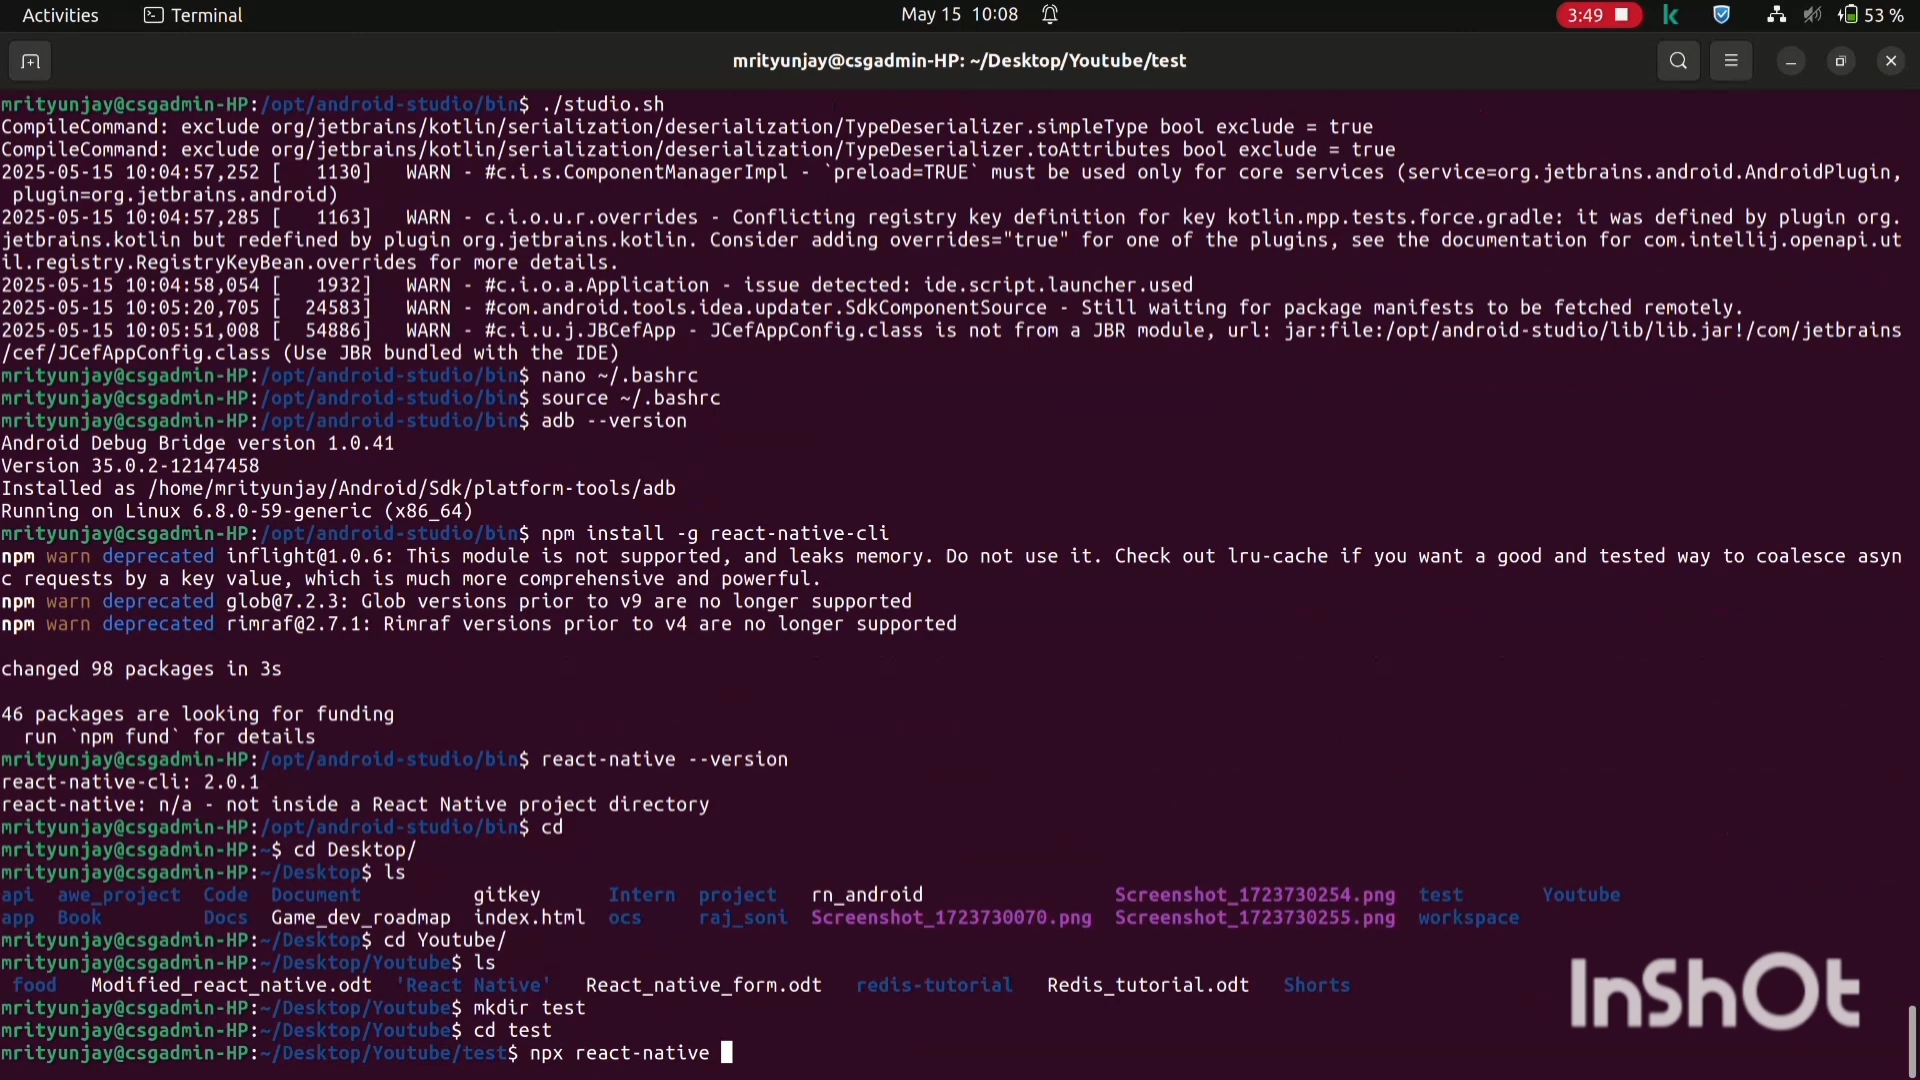 Activities Terminal May 15 10:08 3:49 53 %
mrityunjay@csgadmin-HP: ~/Desktop/Youtube/test
mrityunjay@csgadmin-HP:/opt/android-studio/bin$ ./studio.sh
CompileCommand: exclude org/jetbrains/kotlin/serialization/deserialization/TypeDeserializer.simpleType bool exclude = true
CompileCommand: exclude org/jetbrains/kotlin/serialization/deserialization/TypeDeserializer.toAttributes bool exclude = true
2025-05-15 10:04:57,252 [   1130]   WARN - #c.i.s.ComponentManagerImpl - `preload=TRUE` must be used only for core services (service=org.jetbrains.android.AndroidPlugin,
 plugin=org.jetbrains.android)
2025-05-15 10:04:57,285 [   1163]   WARN - c.i.o.u.r.overrides - Conflicting registry key definition for key kotlin.mpp.tests.force.gradle: it was defined by plugin org.
jetbrains.kotlin but redefined by plugin org.jetbrains.kotlin. Consider adding overrides="true" for one of the plugins, see the documentation for com.intellij.openapi.ut
il.registry.RegistryKeyBean.overrides for more details.
2025-05-15 10:04:58,054 [   1932]   WARN - #c.i.o.a.Application - issue detected: ide.script.launcher.used
2025-05-15 10:05:20,705 [  24583]   WARN - #com.android.tools.idea.updater.SdkComponentSource - Still waiting for package manifests to be fetched remotely.
2025-05-15 10:05:51,008 [  54886]   WARN - #c.i.u.j.JBCefApp - JCefAppConfig.class is not from a JBR module, url: jar:file:/opt/android-studio/lib/lib.jar!/com/jetbrains
/cef/JCefAppConfig.class (Use JBR bundled with the IDE)
mrityunjay@csgadmin-HP:/opt/android-studio/bin$ nano ~/.bashrc
mrityunjay@csgadmin-HP:/opt/android-studio/bin$ source ~/.bashrc
mrityunjay@csgadmin-HP:/opt/android-studio/bin$ adb --version
Android Debug Bridge version 1.0.41
Version 35.0.2-12147458
Installed as /home/mrityunjay/Android/Sdk/platform-tools/adb
Running on Linux 6.8.0-59-generic (x86_64)
mrityunjay@csgadmin-HP:/opt/android-studio/bin$ npm install -g react-native-cli
npm warn deprecated inflight@1.0.6: This module is not supported, and leaks memory. Do not use it. Check out lru-cache if you want a good and tested way to coalesce asyn
c requests by a key value, which is much more comprehensive and powerful.
npm warn deprecated glob@7.2.3: Glob versions prior to v9 are no longer supported
npm warn deprecated rimraf@2.7.1: Rimraf versions prior to v4 are no longer supported
changed 98 packages in 3s
46 packages are looking for funding
  run `npm fund` for details
mrityunjay@csgadmin-HP:/opt/android-studio/bin$ react-native --version
react-native-cli: 2.0.1
react-native: n/a - not inside a React Native project directory
mrityunjay@csgadmin-HP:/opt/android-studio/bin$ cd
mrityunjay@csgadmin-HP:~$ cd Desktop/
mrityunjay@csgadmin-HP:~/Desktop$ ls
api  awe_project  Code  Document          gitkey      Intern  project   rn_android                 Screenshot_1723730254.png  test       Youtube
app  Book         Docs  Game_dev_roadmap  index.html  ocs     raj_soni  Screenshot_1723730070.png  Screenshot_1723730255.png  workspace
mrityunjay@csgadmin-HP:~/Desktop$ cd Youtube/
mrityunjay@csgadmin-HP:~/Desktop/Youtube$ ls
 food   Modified_react_native.odt  'React Native'   React_native_form.odt   redis-tutorial   Redis_tutorial.odt   Shorts
mrityunjay@csgadmin-HP:~/Desktop/Youtube$ mkdir test
mrityunjay@csgadmin-HP:~/Desktop/Youtube$ cd test
mrityunjay@csgadmin-HP:~/Desktop/Youtube/test$ npx react-native
InShOt